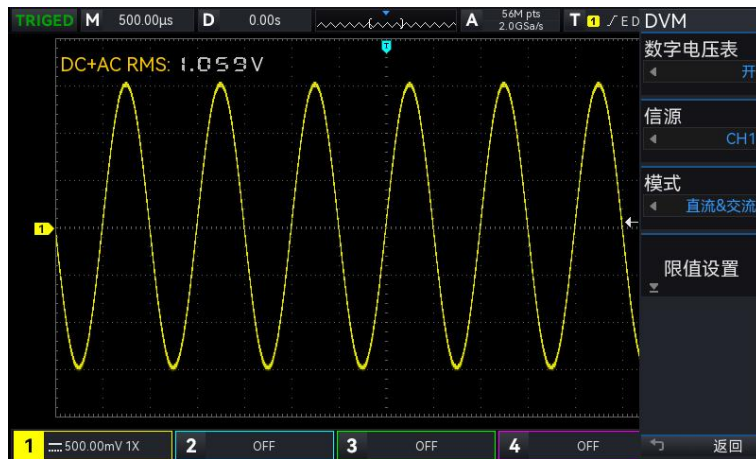 TRIGED M 500.00μs D 0.00s A 56M pts 2.0GSa/s T 1 E D DVM
DC+AC RMS: 1.059V
数字电压表
开
信源
CH1
模式
直流&交流
限值设置
T
1
1 500.00mV 1X 2 OFF 3 OFF 4 OFF 返回